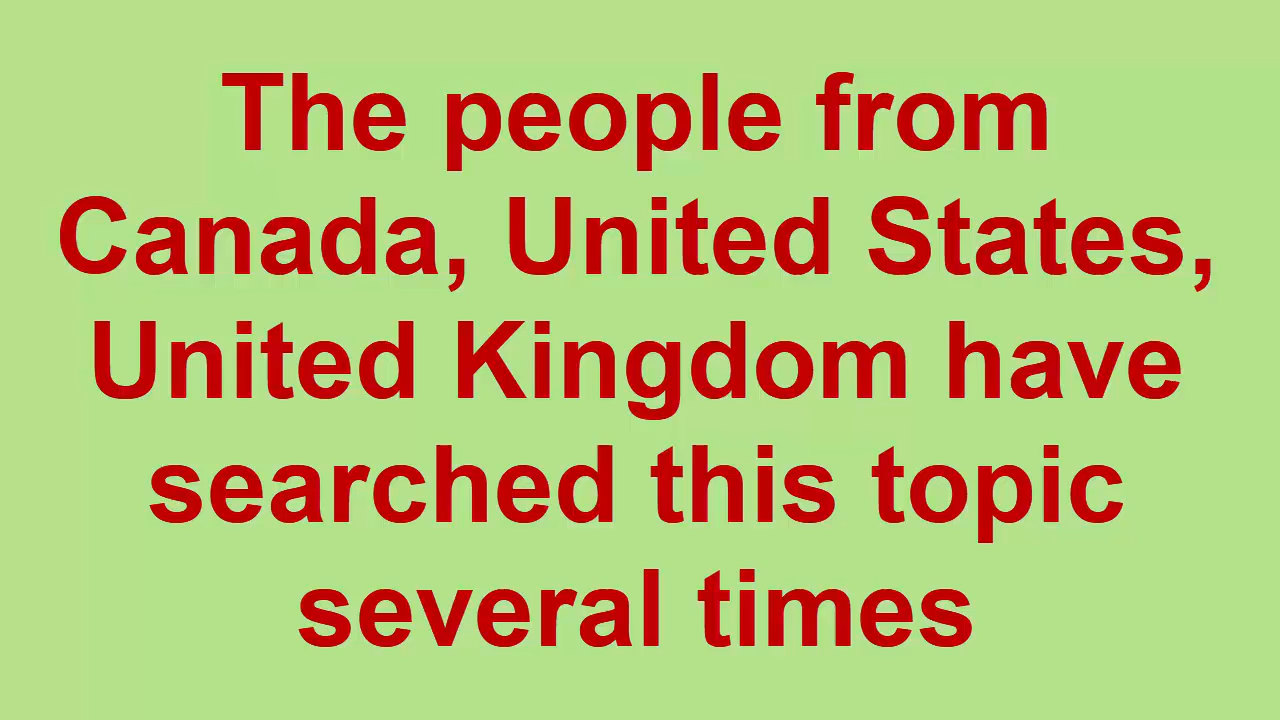 The people from
Canada, United States,
United Kingdom have
searched this topic
several times